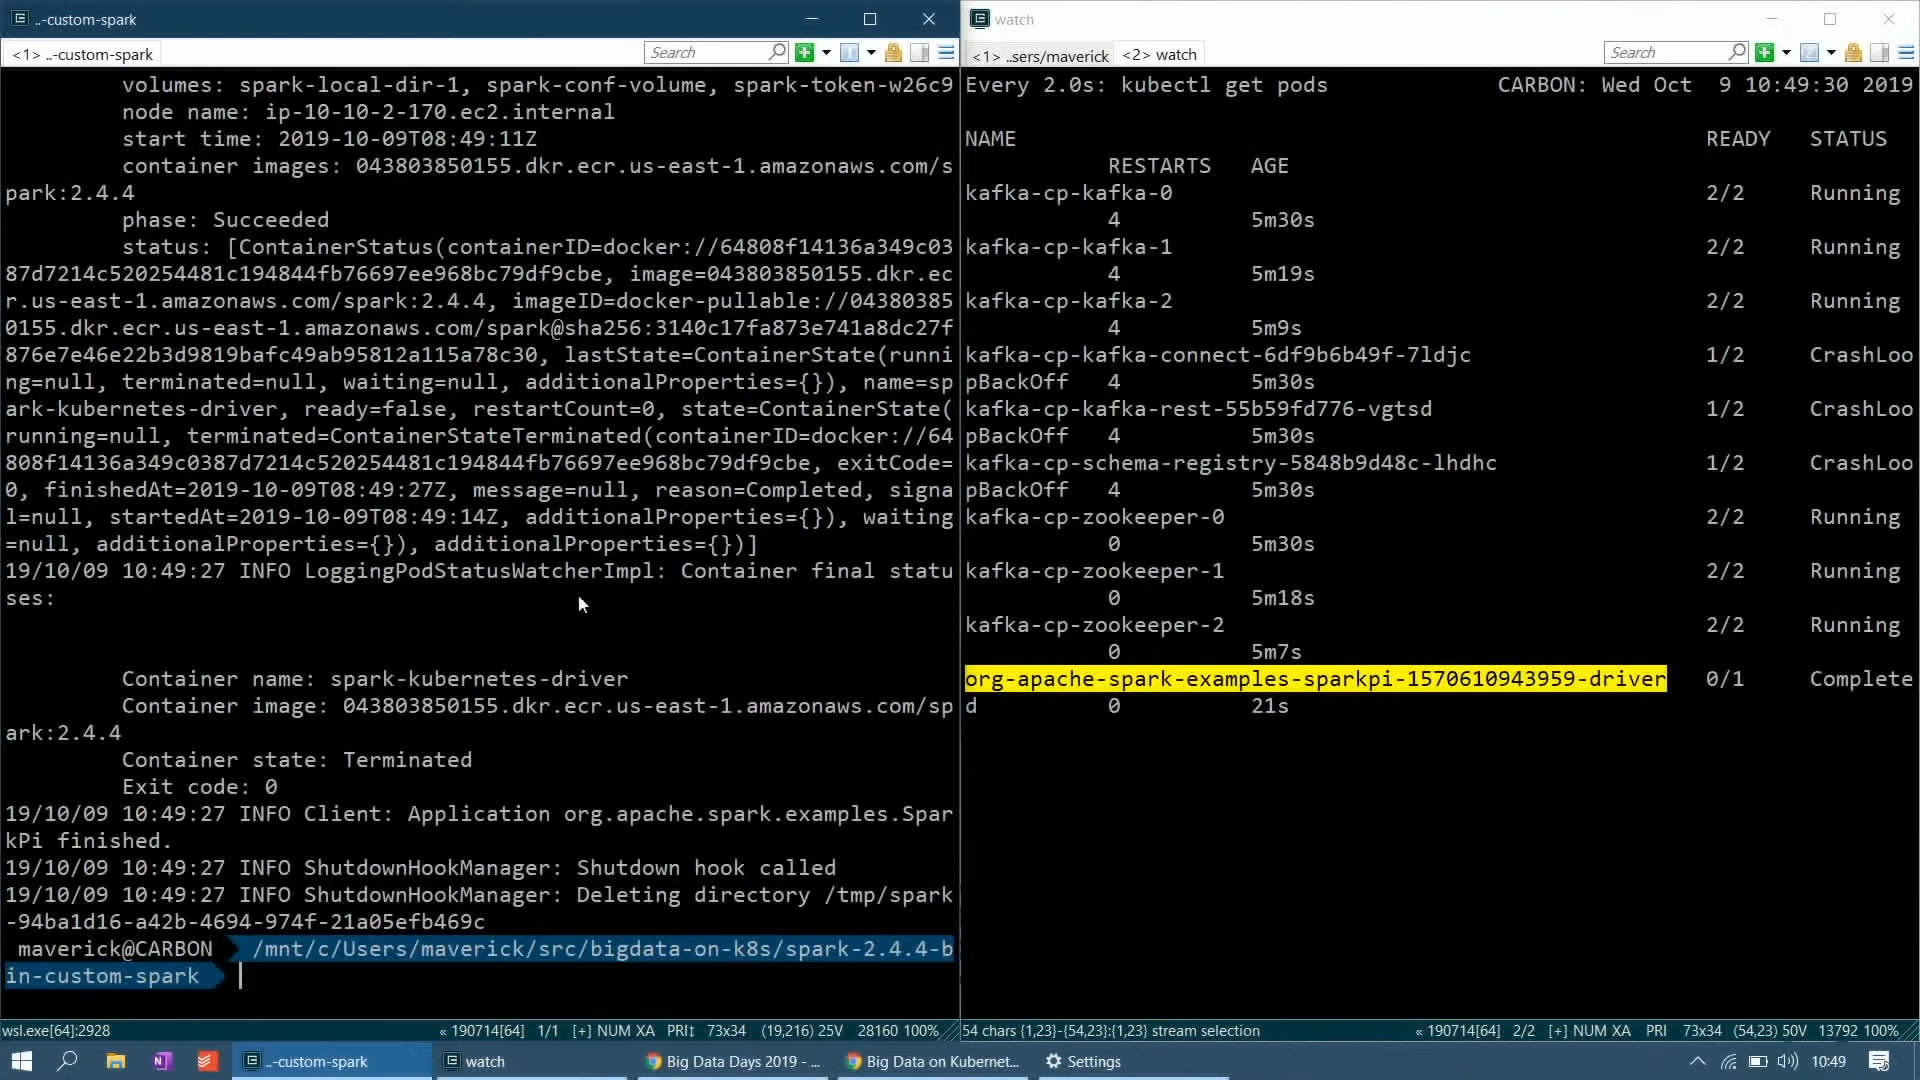 ..-custom-spark
<1> ..-custom-spark
Search
volumes: spark-local-dir-1, spark-conf-volume, spark-token-w26c9
node name: ip-10-10-2-170.ec2.internal
start time: 2019-10-09T08:49:11Z
container images: 043803850155.dkr.ecr.us-east-1.amazonaws.com/s
park:2.4.4
phase: Succeeded
status: [ContainerStatus(containerID=docker://64808f14136a349c03
87d7214c520254481c194844fb76697ee968bc79df9cbe, image=043803850155.dkr.ec
r.us-east-1.amazonaws.com/spark:2.4.4, imageID=docker-pullable://04380385
0155.dkr.ecr.us-east-1.amazonaws.com/spark@sha256:3140c17fa873e741a8dc27f
876e7e46e22b3d9819bafc49ab95812a115a78c30, lastState=ContainerState(runni
ng=null, terminated=null, waiting=null, additionalProperties={}), name=sp
ark-kubernetes-driver, ready=false, restartCount=0, state=ContainerState(
running=null, terminated=ContainerStateTerminated(containerID=docker://64
808f14136a349c0387d7214c520254481c194844fb76697ee968bc79df9cbe, exitCode=
0, finishedAt=2019-10-09T08:49:27Z, message=null, reason=Completed, signa
l=null, startedAt=2019-10-09T08:49:14Z, additionalProperties={}), waiting
=null, additionalProperties={}), additionalProperties={})]
19/10/09 10:49:27 INFO LoggingPodStatusWatcherImpl: Container final statu
ses:
Container name: spark-kubernetes-driver
Container image: 043803850155.dkr.ecr.us-east-1.amazonaws.com/sp
ark:2.4.4
Container state: Terminated
Exit code: 0
19/10/09 10:49:27 INFO Client: Application org.apache.spark.examples.Spar
kPi finished.
19/10/09 10:49:27 INFO ShutdownHookManager: Shutdown hook called
19/10/09 10:49:27 INFO ShutdownHookManager: Deleting directory /tmp/spark
-94ba1d16-a42b-4694-974f-21a05efb469c
maverick@CARBON /mnt/c/Users/maverick/src/bigdata-on-k8s/spark-2.4.4-b
in-custom-spark
wsl.exe[64]:2928 « 190714[64] 1/1 [+] NUM XA PRI↕ 73x34 (19,216) 25V 28160 100%
watch
<1> ..sers/maverick <2> watch
Search
Every 2.0s: kubectl get pods CARBON: Wed Oct 9 10:49:30 2019
NAME READY STATUS
RESTARTS AGE
kafka-cp-kafka-0 2/2 Running
4 5m30s
kafka-cp-kafka-1 2/2 Running
4 5m19s
kafka-cp-kafka-2 2/2 Running
4 5m9s
kafka-cp-kafka-connect-6df9b6b49f-7ldjc 1/2 CrashLoo
pBackOff 4 5m30s
kafka-cp-kafka-rest-55b59fd776-vgtsd 1/2 CrashLoo
pBackOff 4 5m30s
kafka-cp-schema-registry-5848b9d48c-lhdhc 1/2 CrashLoo
pBackOff 4 5m30s
kafka-cp-zookeeper-0 2/2 Running
0 5m30s
kafka-cp-zookeeper-1 2/2 Running
0 5m18s
kafka-cp-zookeeper-2 2/2 Running
0 5m7s
org-apache-spark-examples-sparkpi-1570610943959-driver 0/1 Complete
d 0 21s
54 chars {1,23}-{54,23}:{1,23} stream selection « 190714[64] 2/2 [+] NUM XA PRI 73x34 (54,23) 50V 13792 100%
..-custom-spark watch Big Data Days 2019 -... Big Data on Kubernet... Settings 10:49